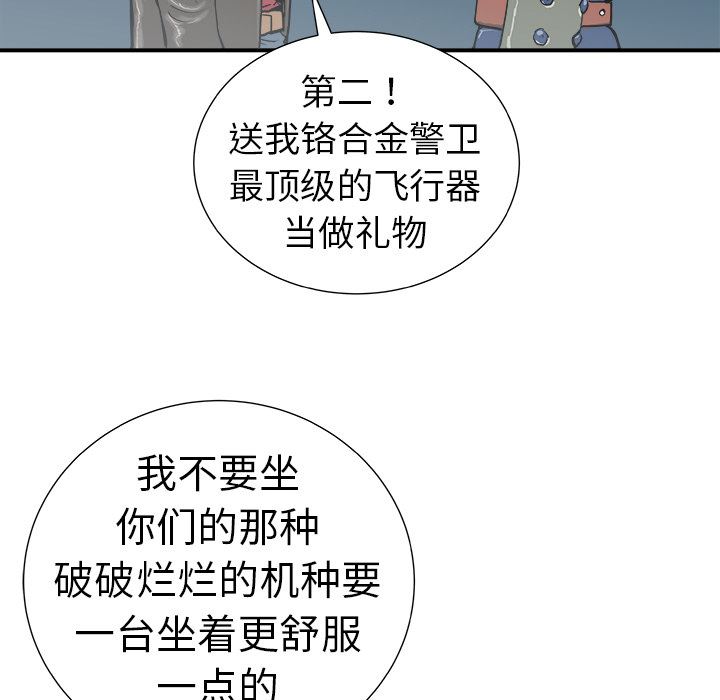 第二！
送我铬合金警卫
最顶级的飞行器
当做礼物
我不要坐
你们的那种
破破烂烂的机种要
一台坐着更舒服
一点的